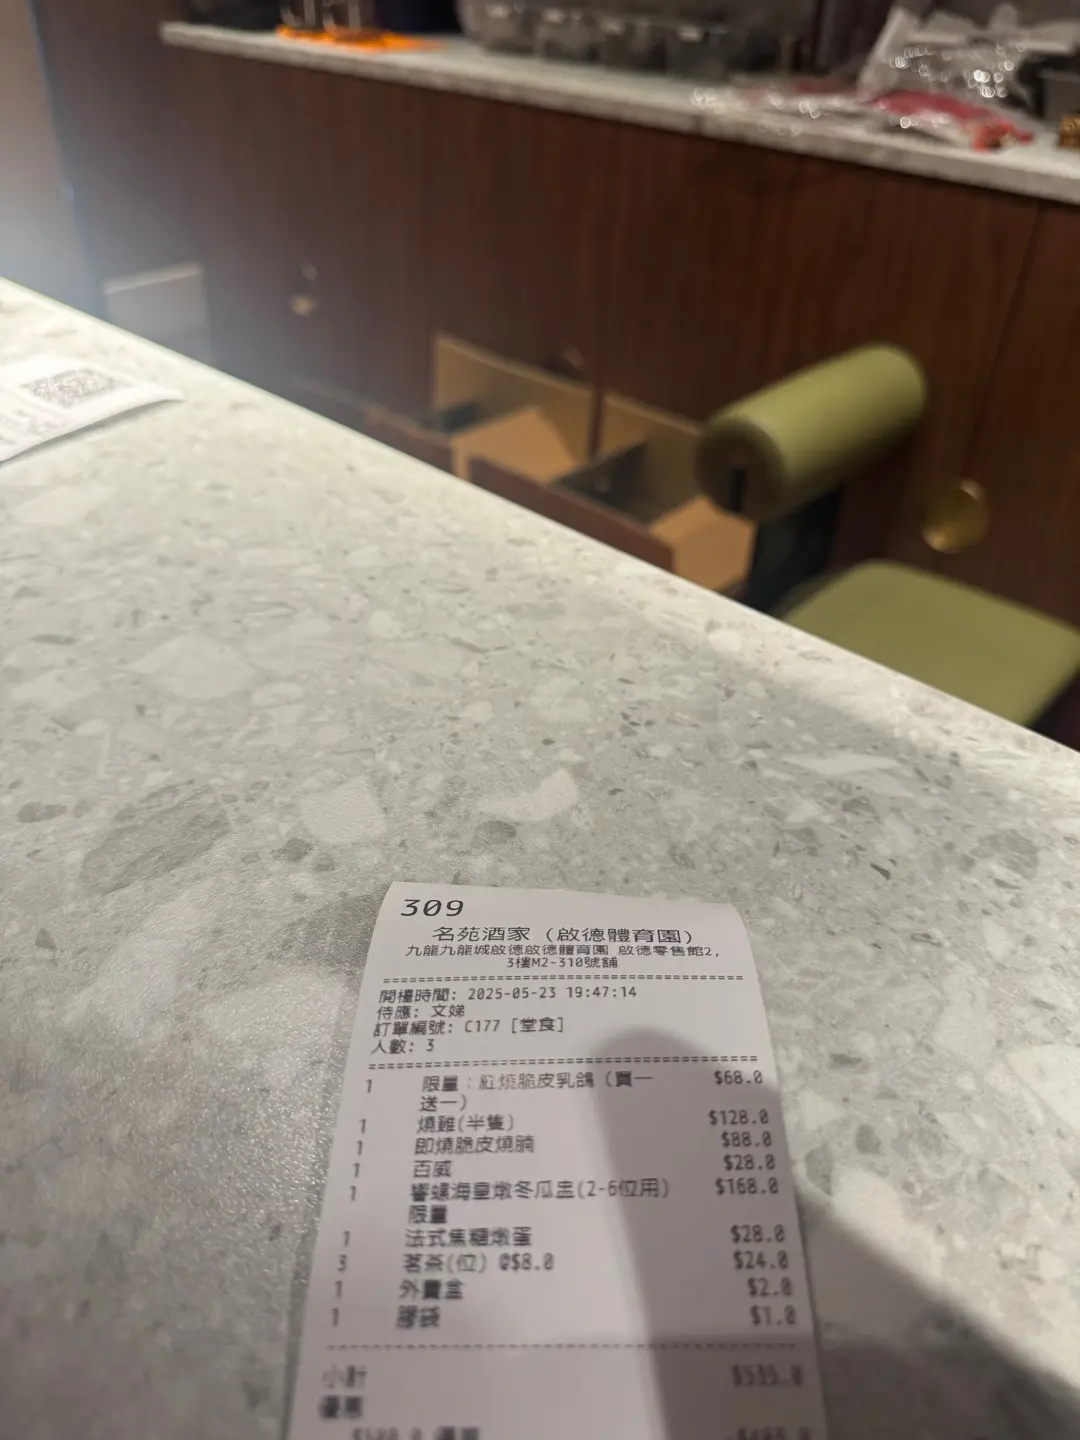 309
名苑酒家 (啟德體育園)
九龍九龍城啟德啟德體育園 啟德零售館2,
3樓M2-310號舖
開檯時間: 2025-05-23 19:47:14
侍應: 文娣
訂單編號: C177 [堂食]
人數: 3
1 限量:紅燒脆皮乳鴿 (買一 $68.0
送一)
1 燒雞(半隻) $128.0
1 即燒脆皮燒腩 $88.0
1 百威 $28.0
1 響螺海皇燉冬瓜盅(2-6位用) $168.0
限量
1 法式焦糖燉蛋 $28.0
3 茗茶(位) @$8.0 $24.0
1 外賣盒 $2.0
1 膠袋 $1.0
小計 $535.0
優惠